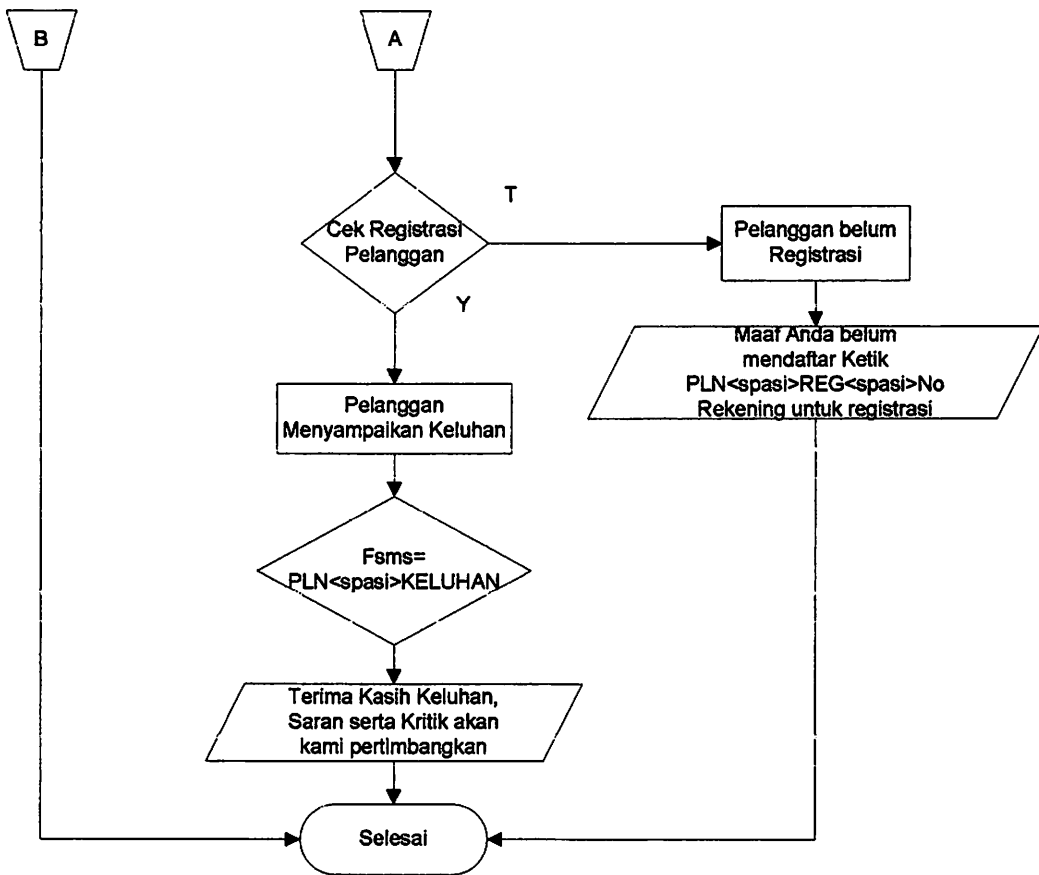 B
A
T
Cek Registrasi
Pelanggan
Pelanggan belum
Registrasi
Y
Maaf Anda belum
mendaftar Ketik
PLN<spasi>REG<spasi>No
Rekening untuk registrasi
Pelanggan
Menyampaikan Keluhan
Fsms=
PLN<spasi>KELUHAN
Terima Kasih Keluhan,
Saran serta Kritik akan
kami pertimbangkan
Selesai